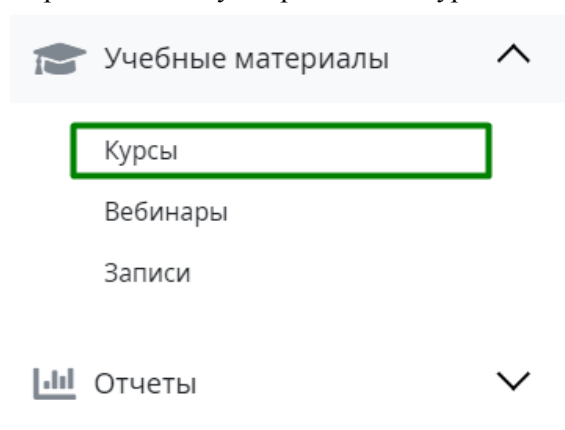 Учебные материалы
Курсы
Вебинары
Записи
Отчеты